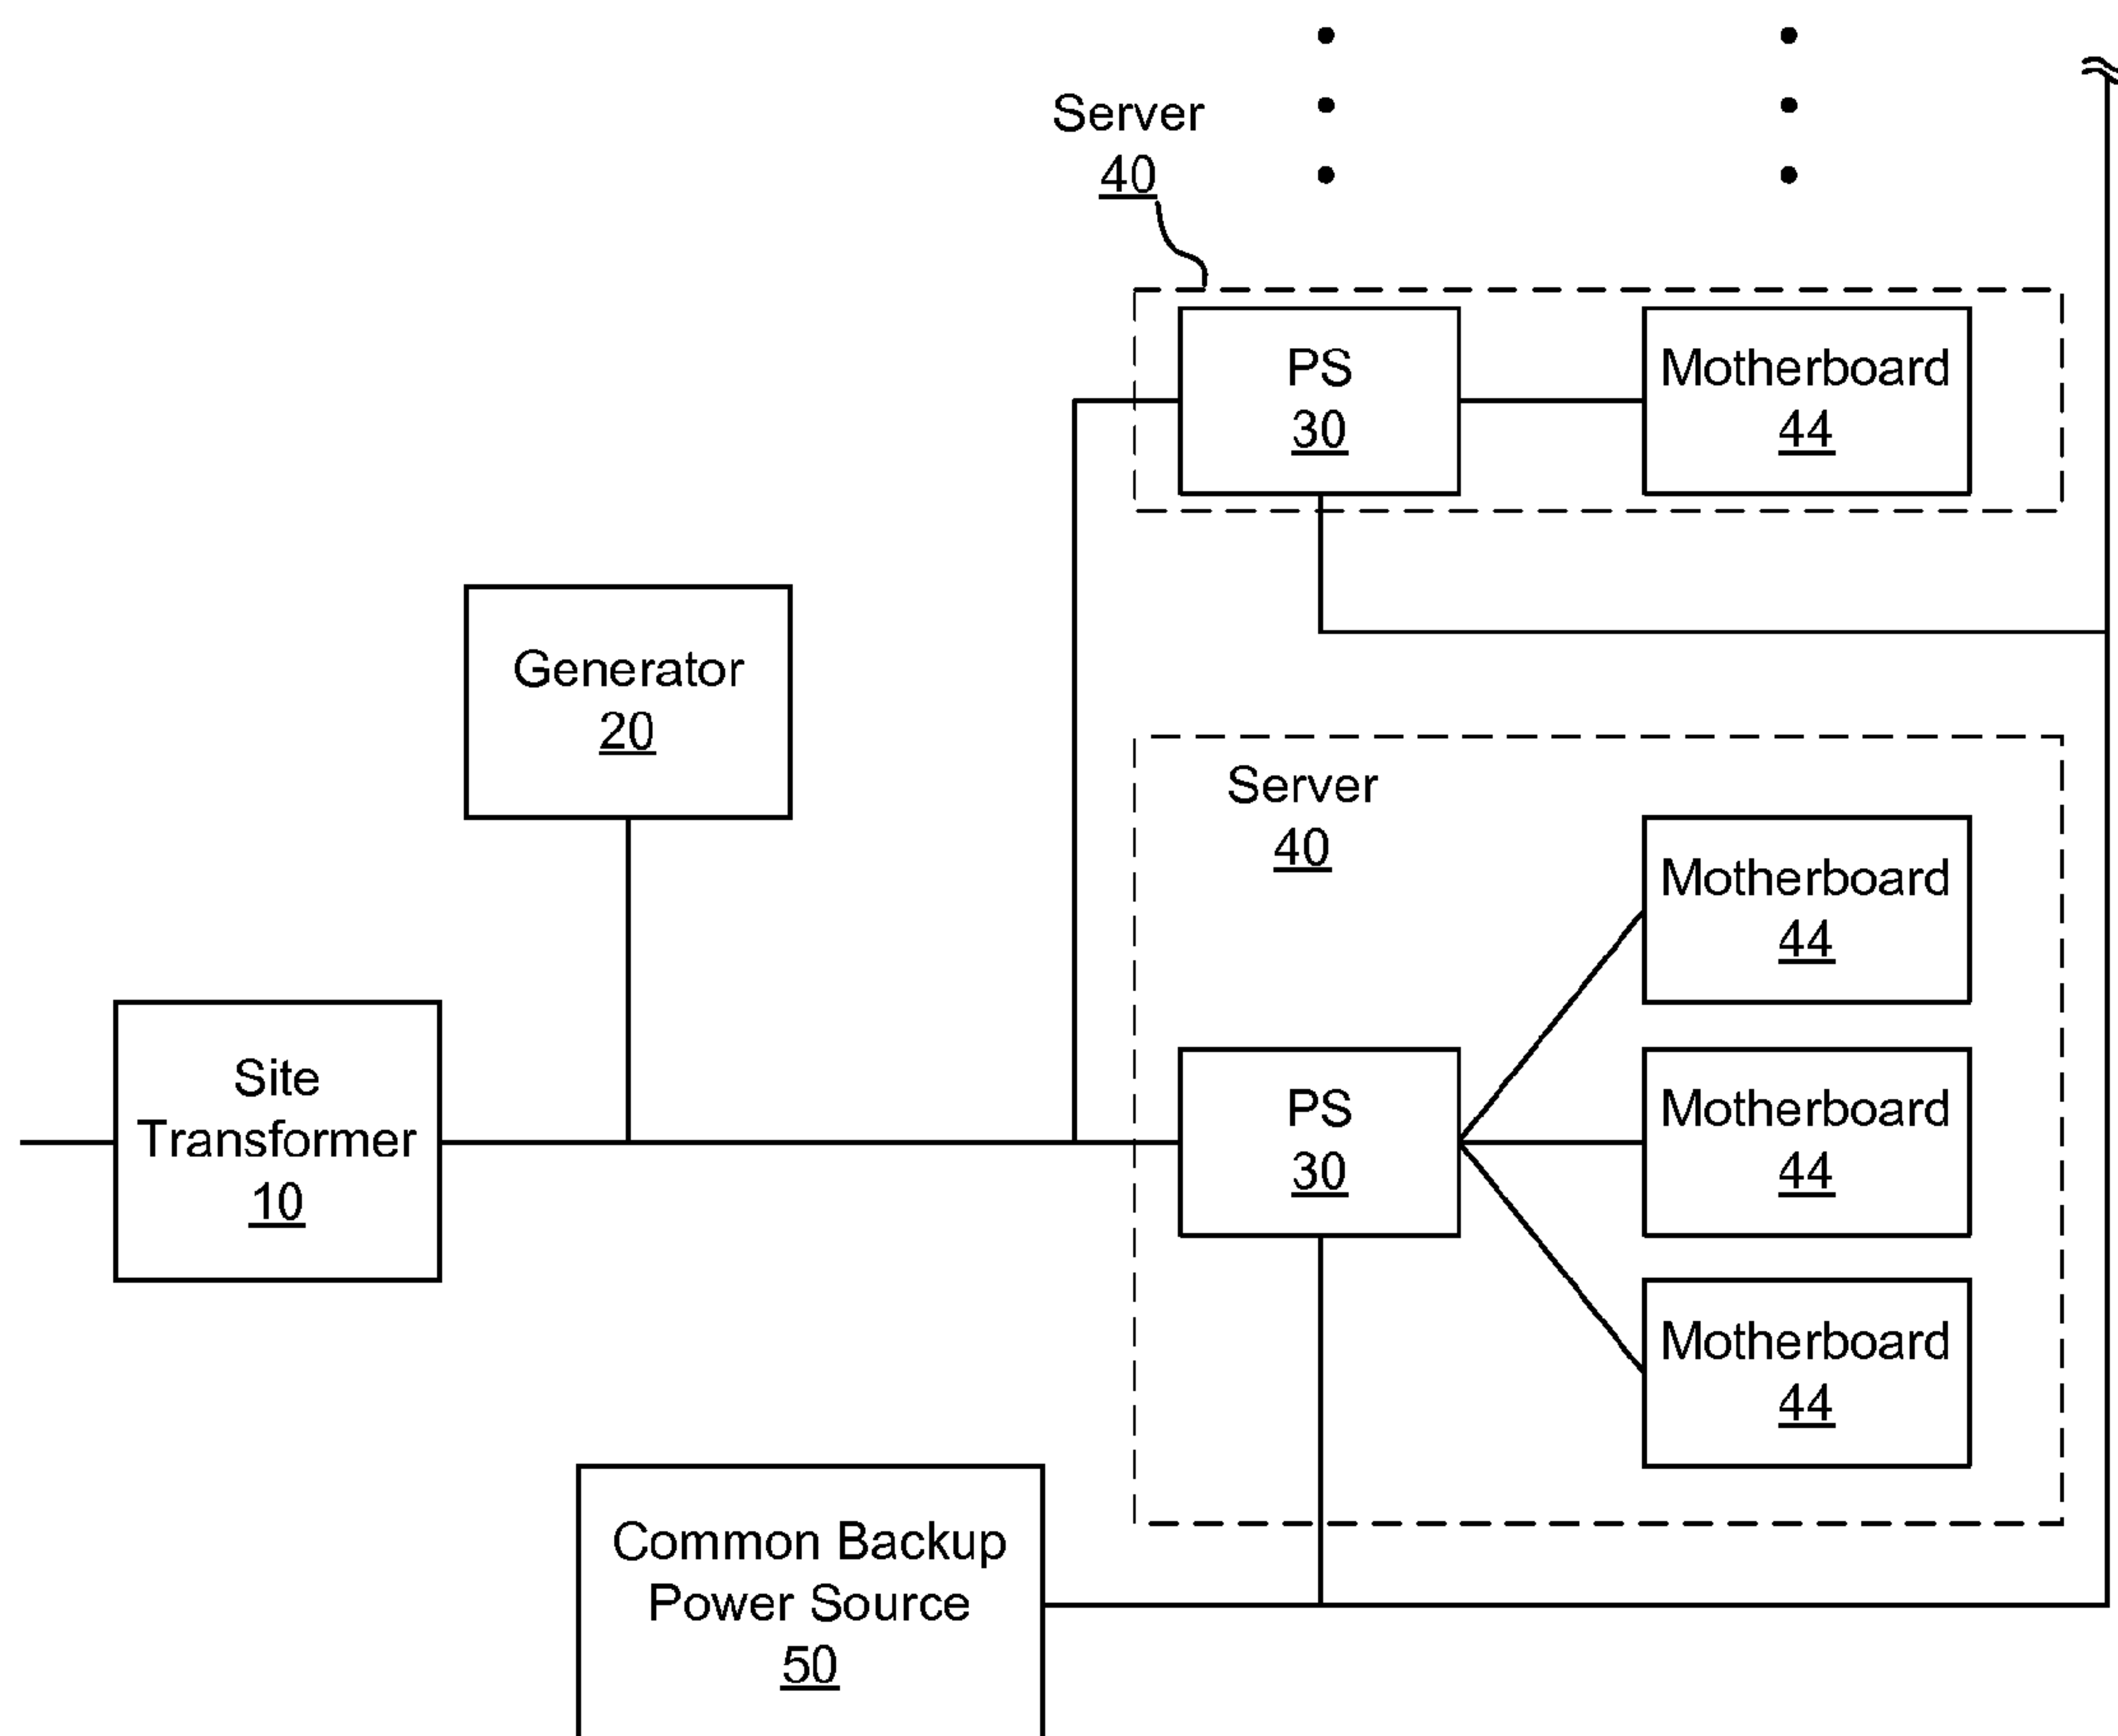 Server
40
PS
30
Motherboard
44
Generator
20
Server
40
Motherboard
44
Site
Transformer
10
PS
30
Motherboard
44
Motherboard
44
Common Backup
Power Source
50